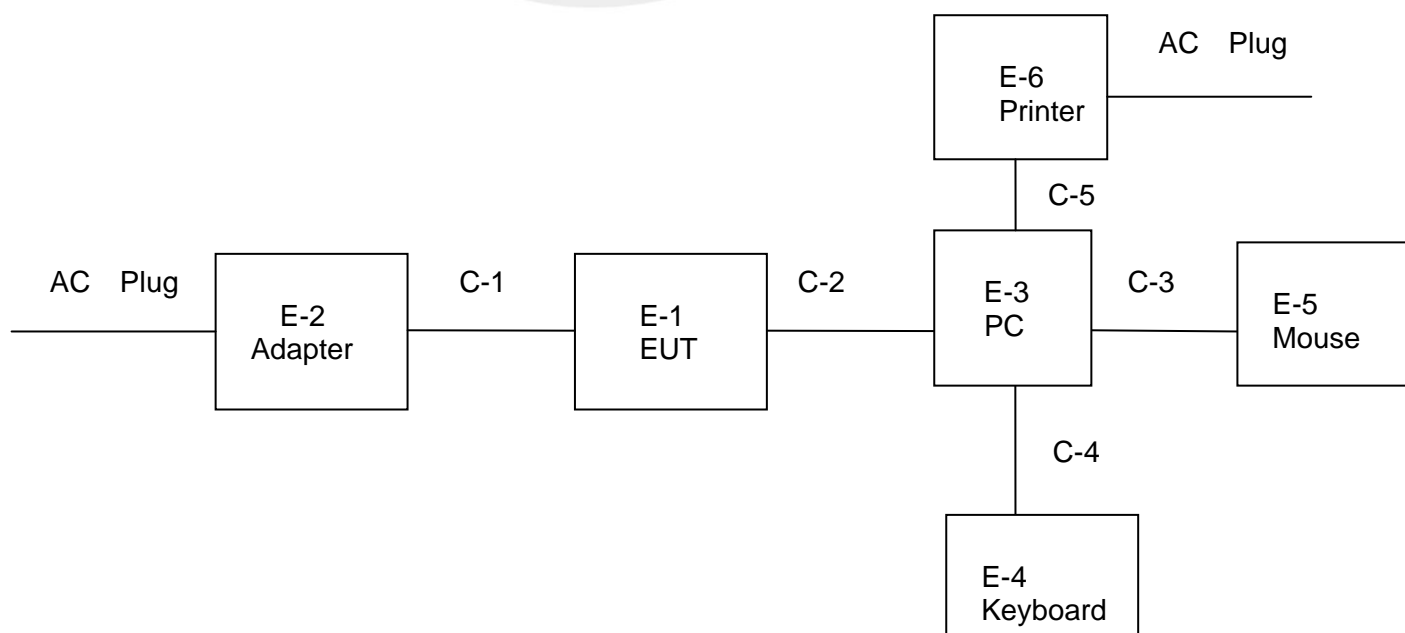 AC Plug
E-6
Printer
C-5
AC Plug
C-1
C-2
C-3
E-2
Adapter
E-1
EUT
E-3
PC
E-5
Mouse
C-4
E-4
Keyboard